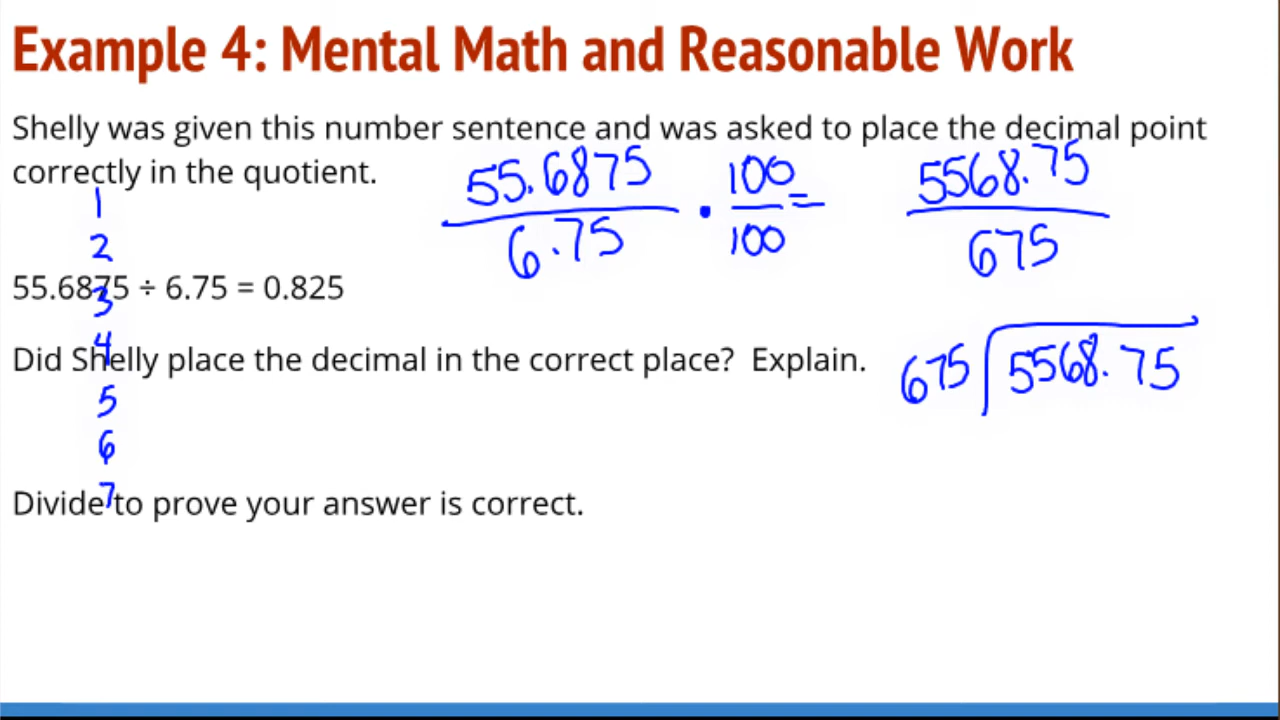 Example 4: Mental Math and Reasonable Work
Shelly was given this number sentence and was asked to place the decimal point
correctly in the quotient.
55.6875 / 6.75 · 100 / 100 = 5568.75 / 675
1
2
55.6875 ÷ 6.75 = 0.825
3
4
Did Shelly place the decimal in the correct place? Explain.
675 5568.75
5
6
7
Divide to prove your answer is correct.